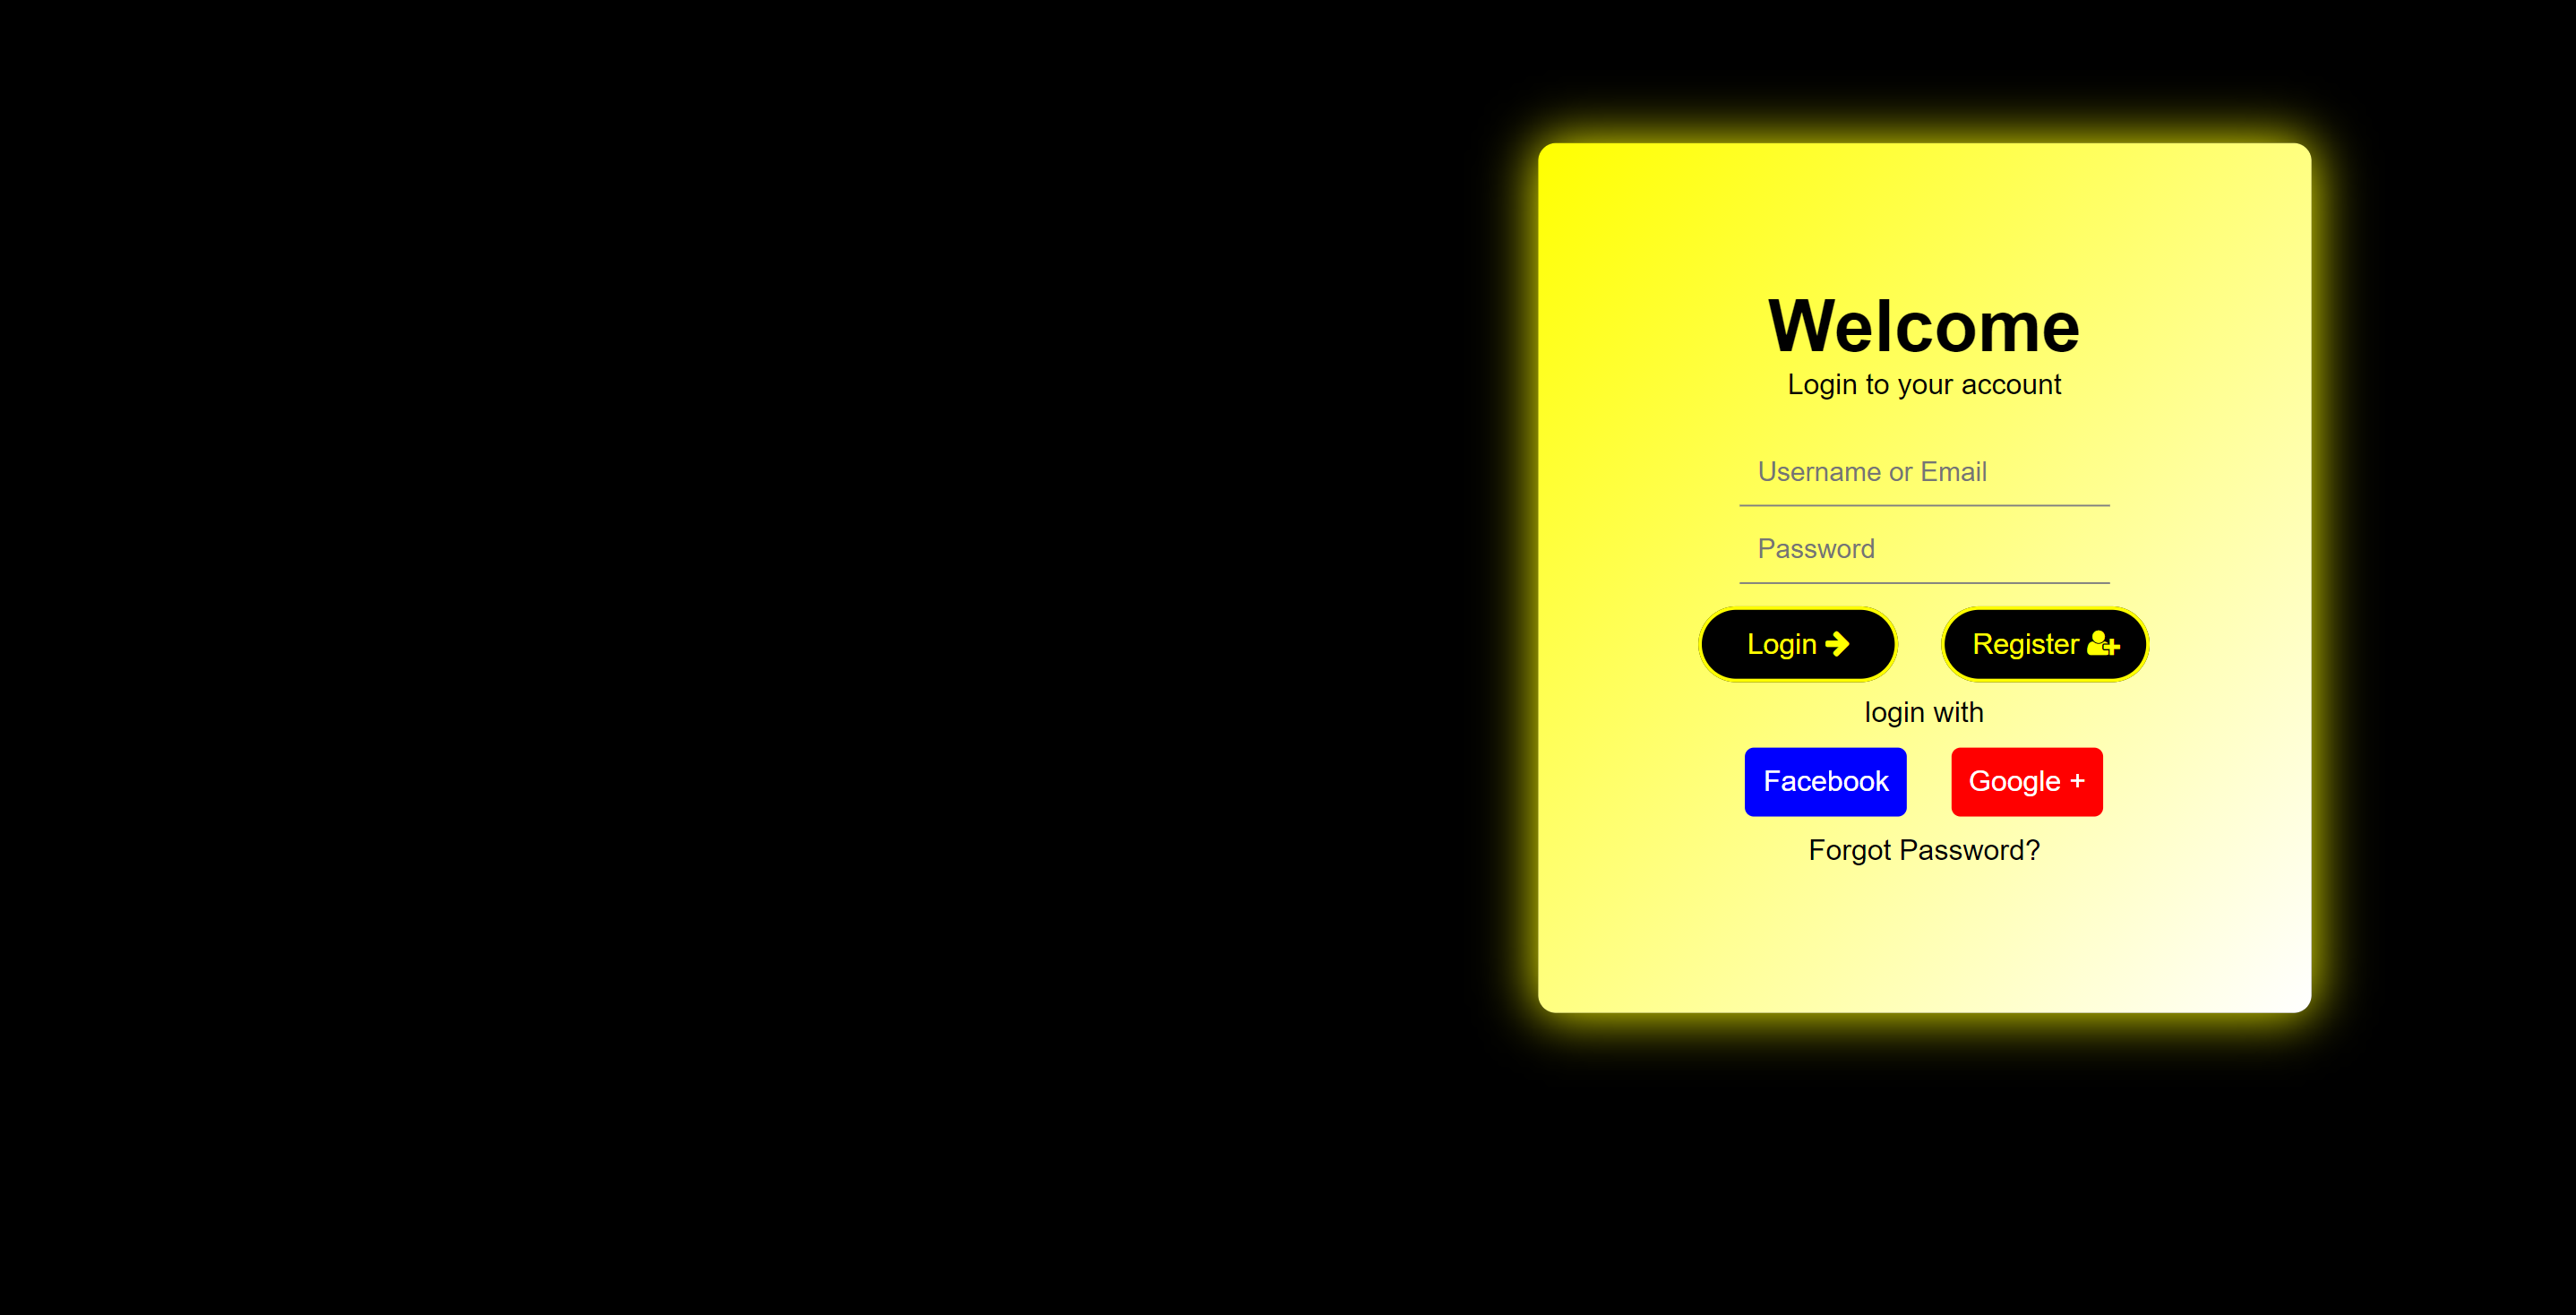 Welcome
Login to your account
Username or Email
Password
Login Register
login with
Facebook Google +
Forgot Password?